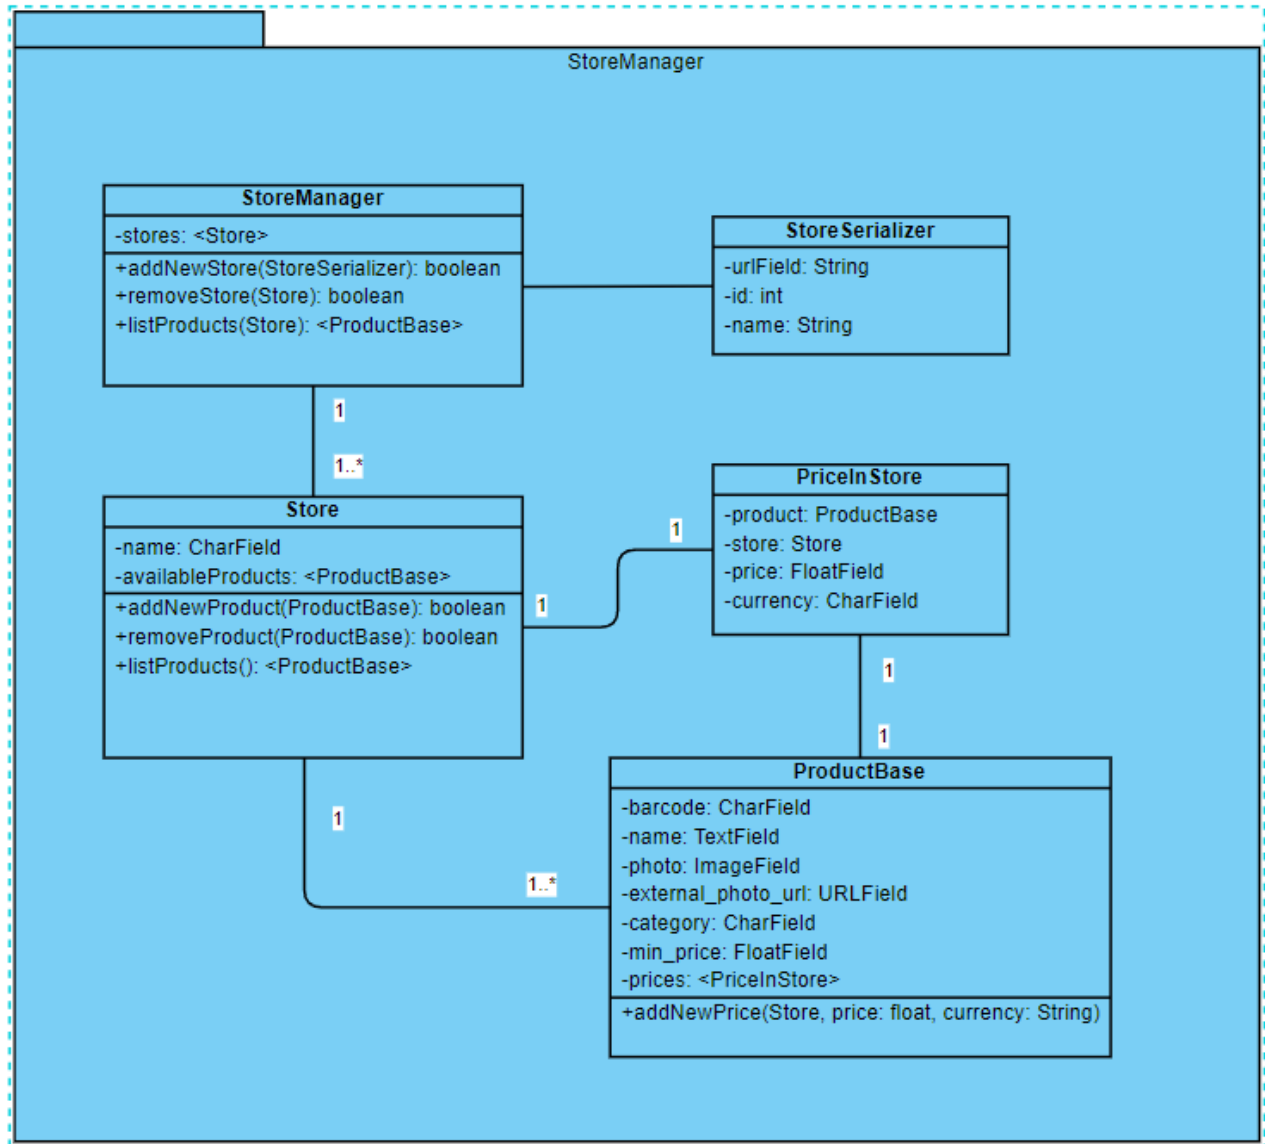 StoreManager
StoreManager
-stores: <Store>
+addNewStore(StoreSerializer): boolean
+removeStore(Store): boolean
+listProducts(Store): <ProductBase>
StoreSerializer
-urlField: String
-id: int
-name: String
1
1..*
Store
-name: CharField
-availableProducts: <ProductBase>
+addNewProduct(ProductBase): boolean
+removeProduct(ProductBase): boolean
+listProducts(): <ProductBase>
1
1
PriceInStore
-product: ProductBase
-store: Store
-price: FloatField
-currency: CharField
1
1
1
1..*
ProductBase
-barcode: CharField
-name: TextField
-photo: ImageField
-external_photo_url: URLField
-category: CharField
-min_price: FloatField
-prices: <PriceInStore>
+addNewPrice(Store, price: float, currency: String)